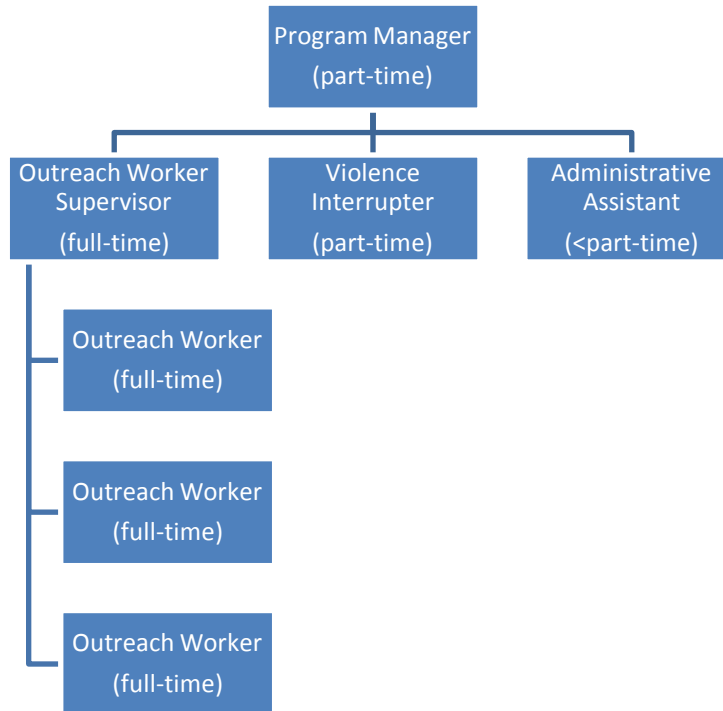 Program Manager
(part-time)
Outreach Worker
Supervisor
(full-time)
Violence
Interrupter
(part-time)
Administrative
Assistant
(<part-time)
Outreach Worker
(full-time)
Outreach Worker
(full-time)
Outreach Worker
(full-time)